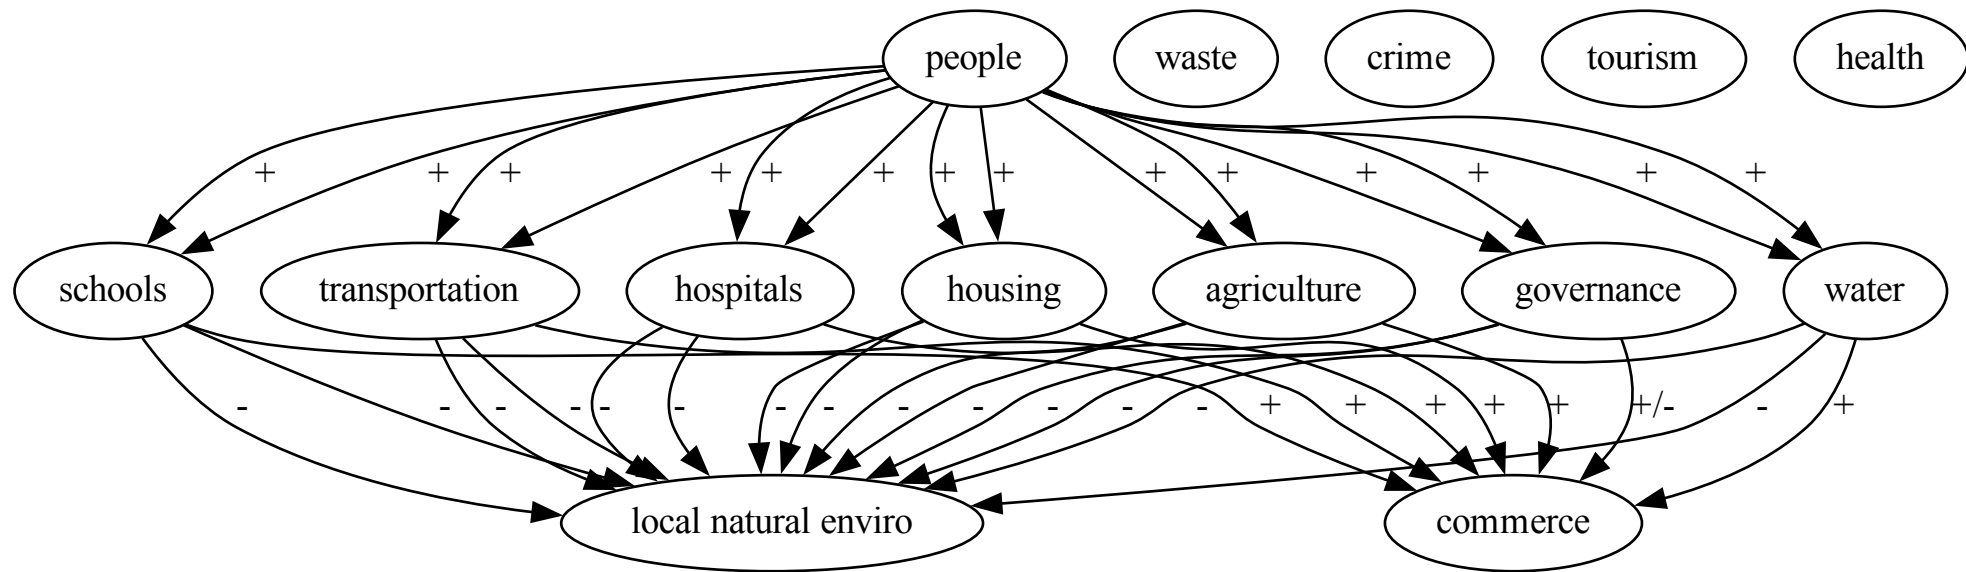 people waste crime tourism health
+ + + + + + + + + + + + + +
schools transportation hospitals housing agriculture governance water
- - - - - - - - - - - - - + + + + + +/- - +
local natural enviro commerce